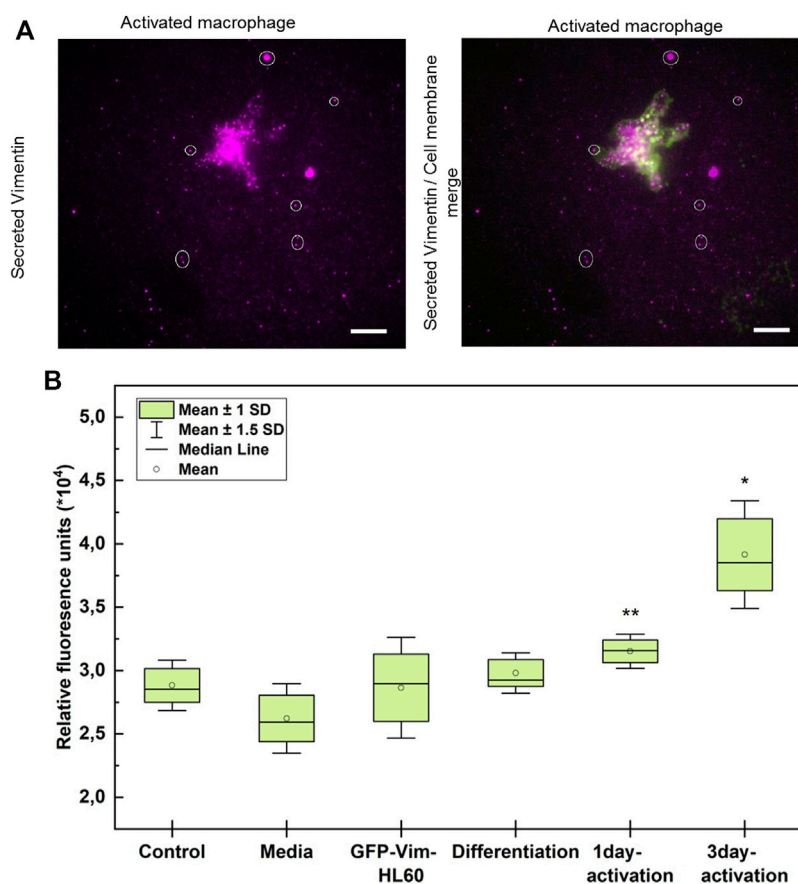 A
Activated macrophage
Activated macrophage
Secreted Vimentin
Secreted Vimentin / Cell membrane
merge
B
Relative fluoresence units (*10⁴)
5,0
4,5
4,0
3,5
3,0
2,5
2,0
Mean ± 1 SD
Mean ± 1.5 SD
Median Line
Mean
**
*
Control
Media
GFP-Vim-
HL60
Differentiation
1day-
activation
3day-
activation